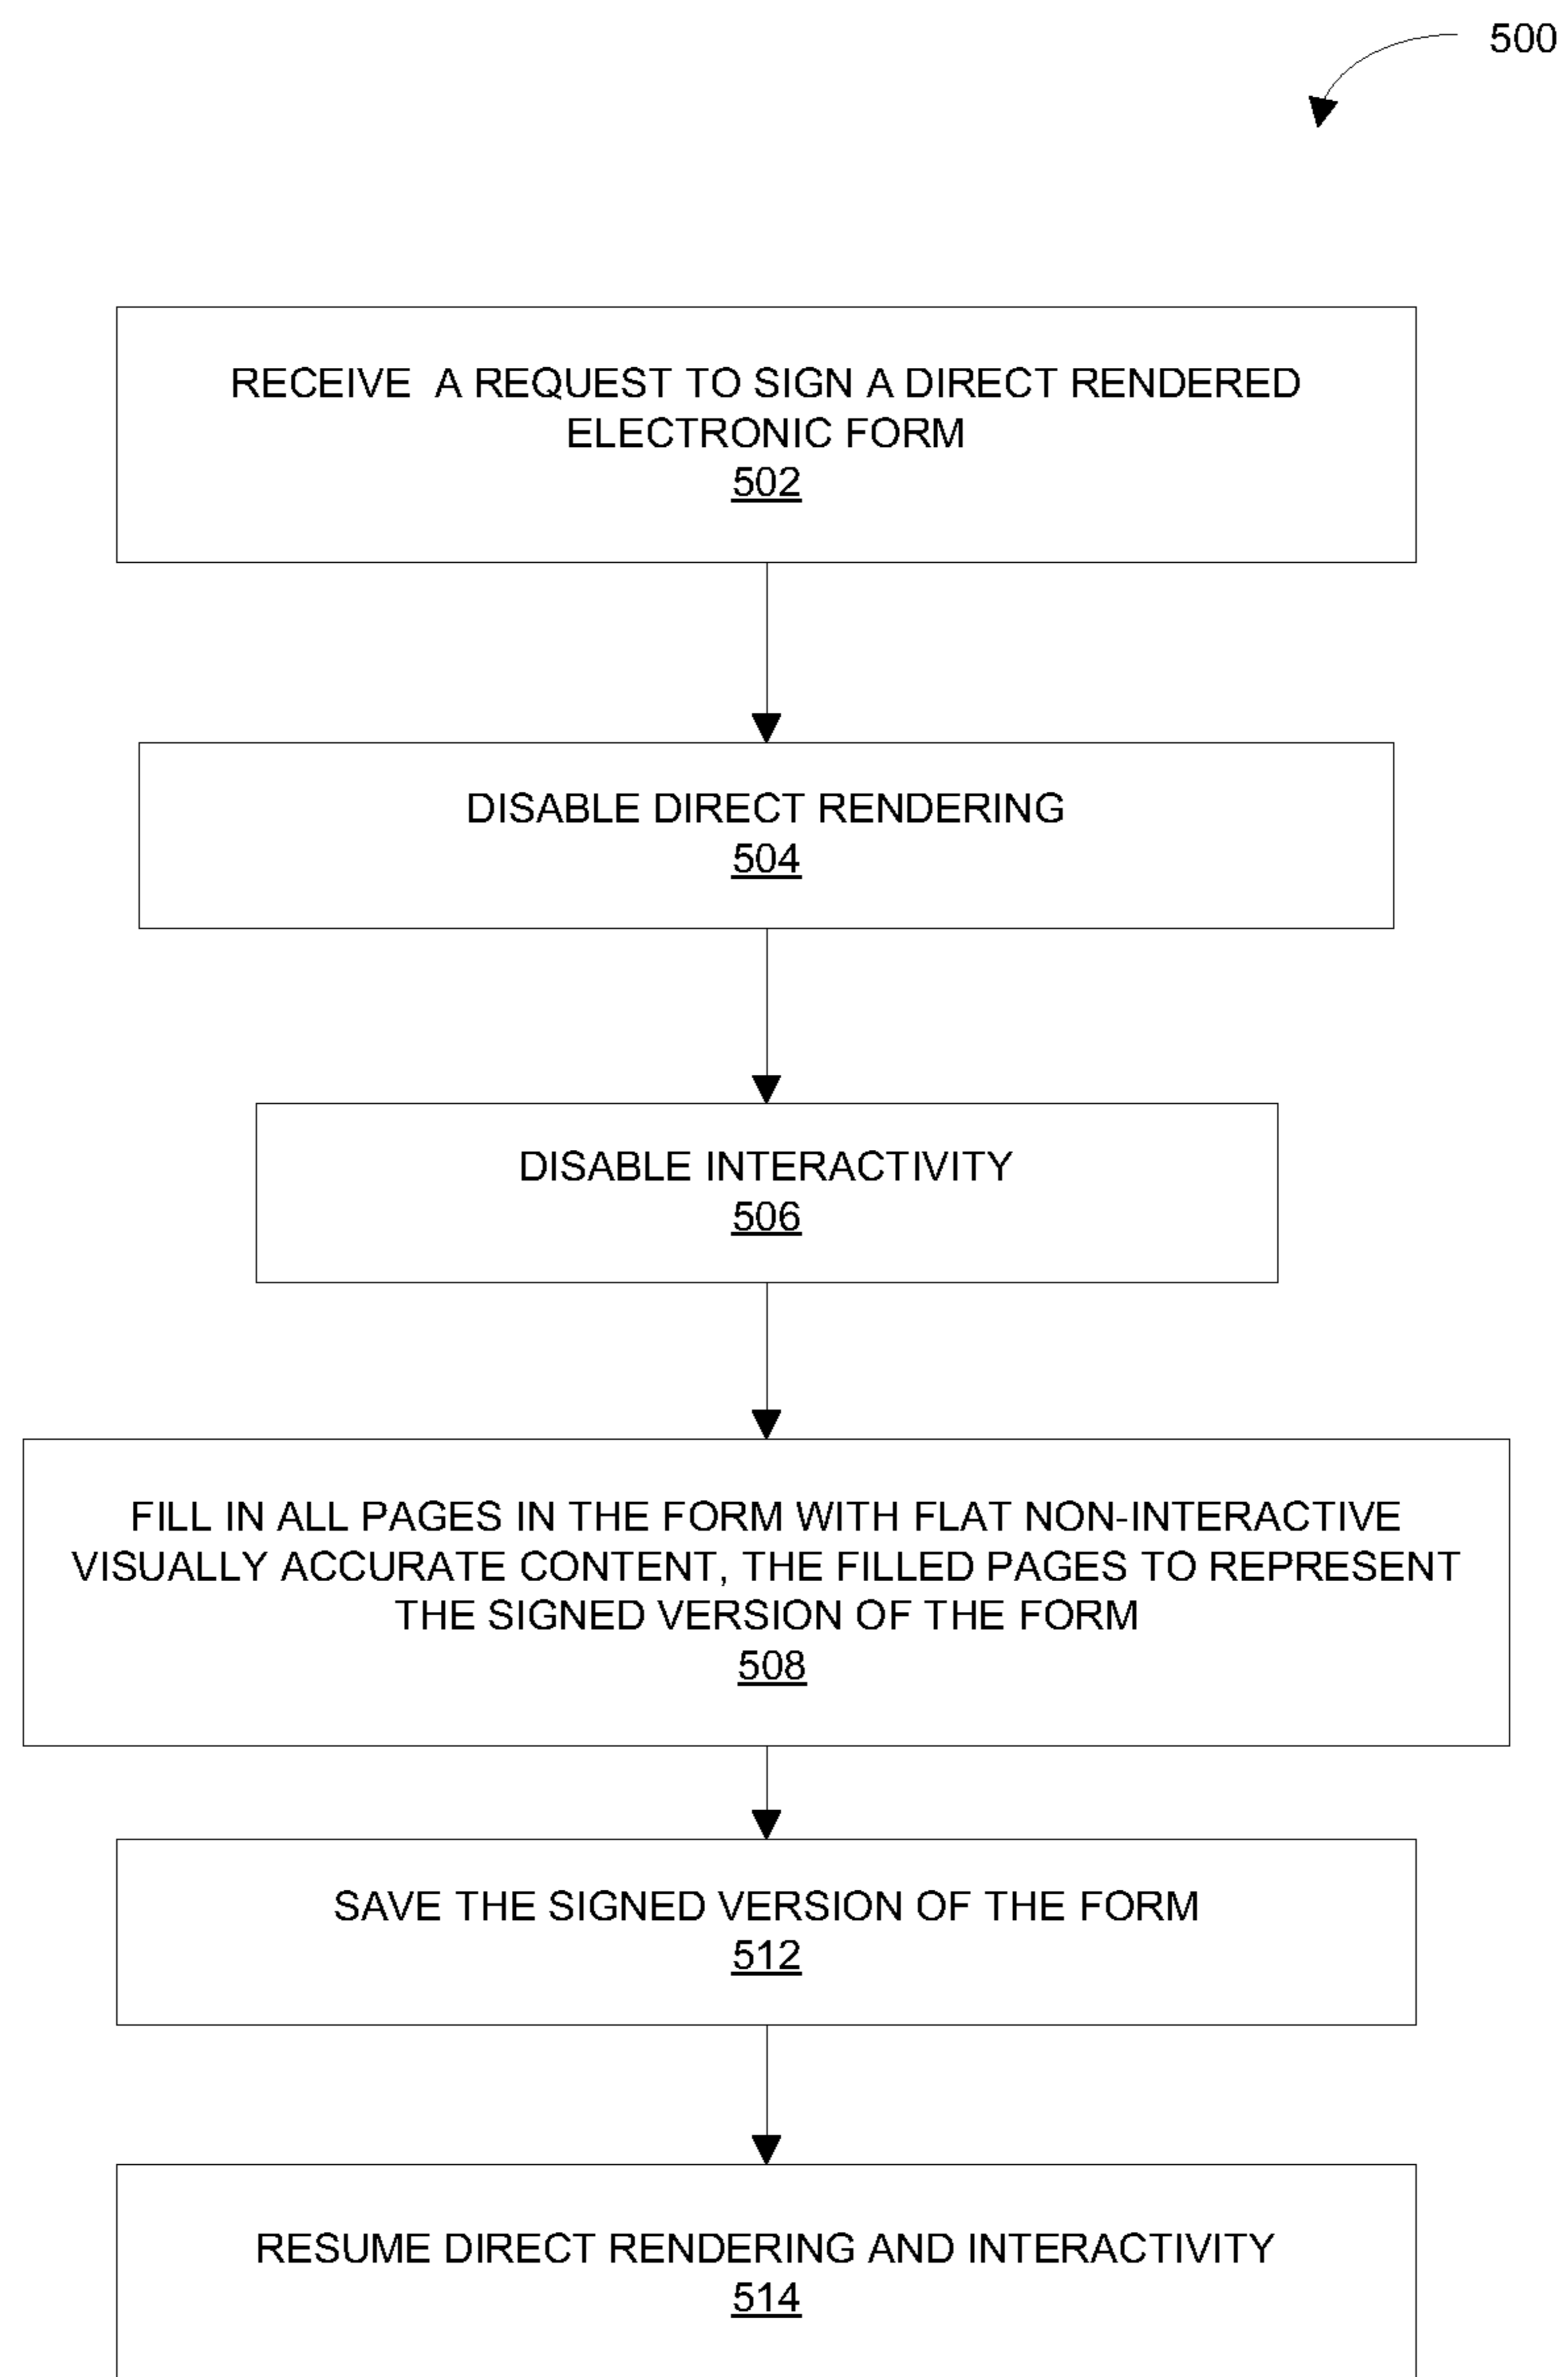 500
RECEIVE A REQUEST TO SIGN A DIRECT RENDERED
ELECTRONIC FORM
502
DISABLE DIRECT RENDERING
504
DISABLE INTERACTIVITY
506
FILL IN ALL PAGES IN THE FORM WITH FLAT NON-INTERACTIVE
VISUALLY ACCURATE CONTENT, THE FILLED PAGES TO REPRESENT
THE SIGNED VERSION OF THE FORM
508
SAVE THE SIGNED VERSION OF THE FORM
512
RESUME DIRECT RENDERING AND INTERACTIVITY
514